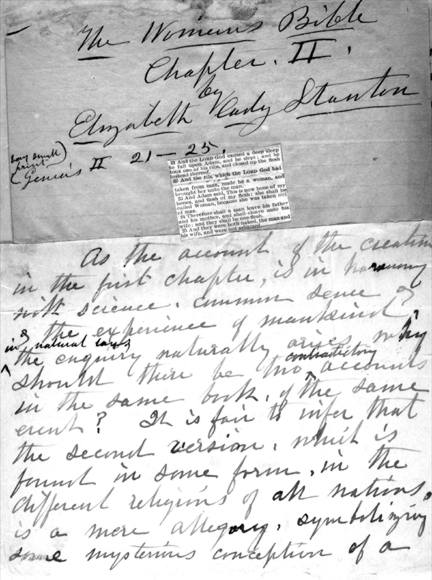 The Woman's Bible
Chapter. II.
by
Elizabeth Cady Stanton
Genesis II 21–25.
21 And the LORD God caused a deep sleep
to fall upon Adam, and he slept; and he
took one of his ribs, and closed up the flesh
instead thereof.
22 And the rib, which the LORD God had
taken from man, made he a woman, and
brought her unto the man.
23 And Adam said, This is now bone of my
bones, and flesh of my flesh: she shall be
called Woman, because she was taken out
of man.
24 Therefore shall a man leave his father
and his mother, and shall cleave unto his
wife: and they shall be one flesh.
25 And they were both naked, the man and
his wife, and were not ashamed.
As the account of the creation
in the first chapter, is in harmony
with science, common sense &
& the experience of mankind
in natural laws,
the enquiry naturally arises, why
contradictory
should there be two accounts
in the same book, of the same
event? It is fair to infer that
the second version, which is
found in some form, in the
different religions of all nations,
is a mere allegory, symbolizing
some mysterious conception of a